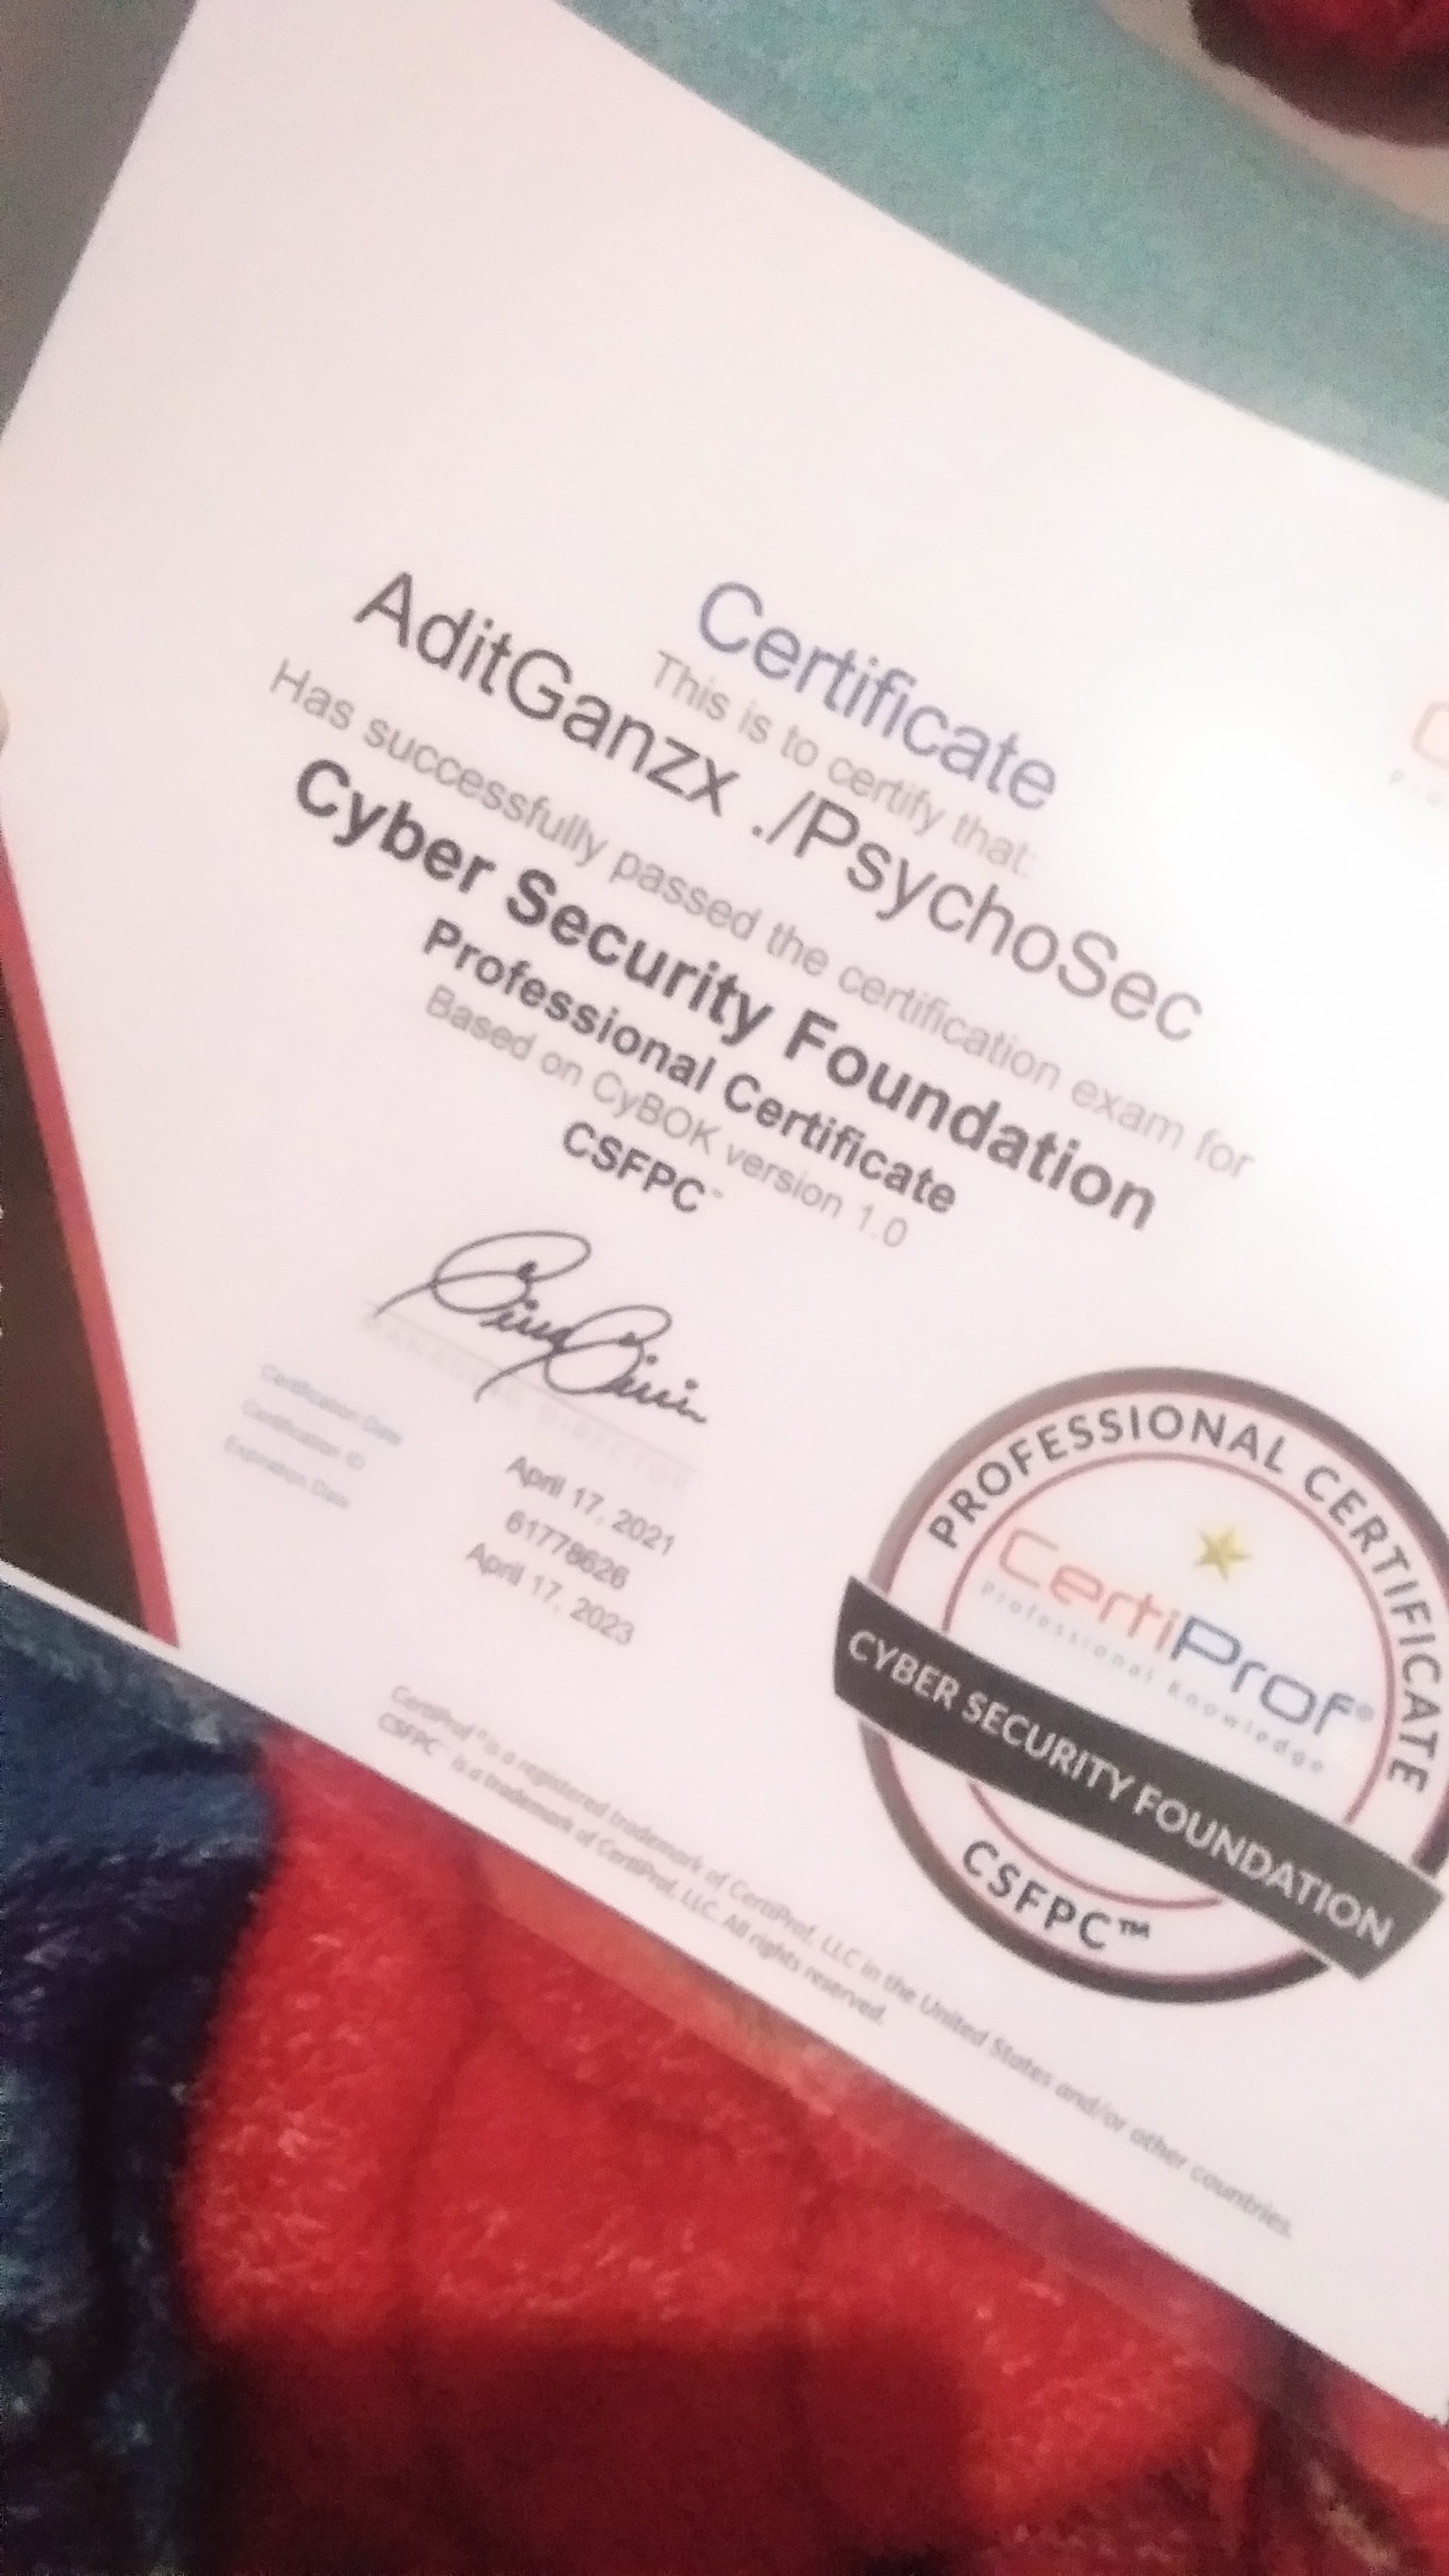 Certificate
This is to certify that:
AditGanzx ./PsychoSec
Has successfully passed the certification exam for
Cyber Security Foundation
Professional Certificate
Based on CyBOK version 1.0
CSFPC™
MANAGING DIRECTOR
Certification Date April 17, 2021
Certification ID 61778626
Expiration Date April 17, 2023
PROFESSIONAL CERTIFICATE
CertiProf®
Professional Knowledge
CYBER SECURITY FOUNDATION
CSFPC™
CertiProf® is a registered trademark of CertiProf, LLC in the United States and/or other countries.
CSFPC™ is a trademark of CertiProf, LLC. All rights reserved.